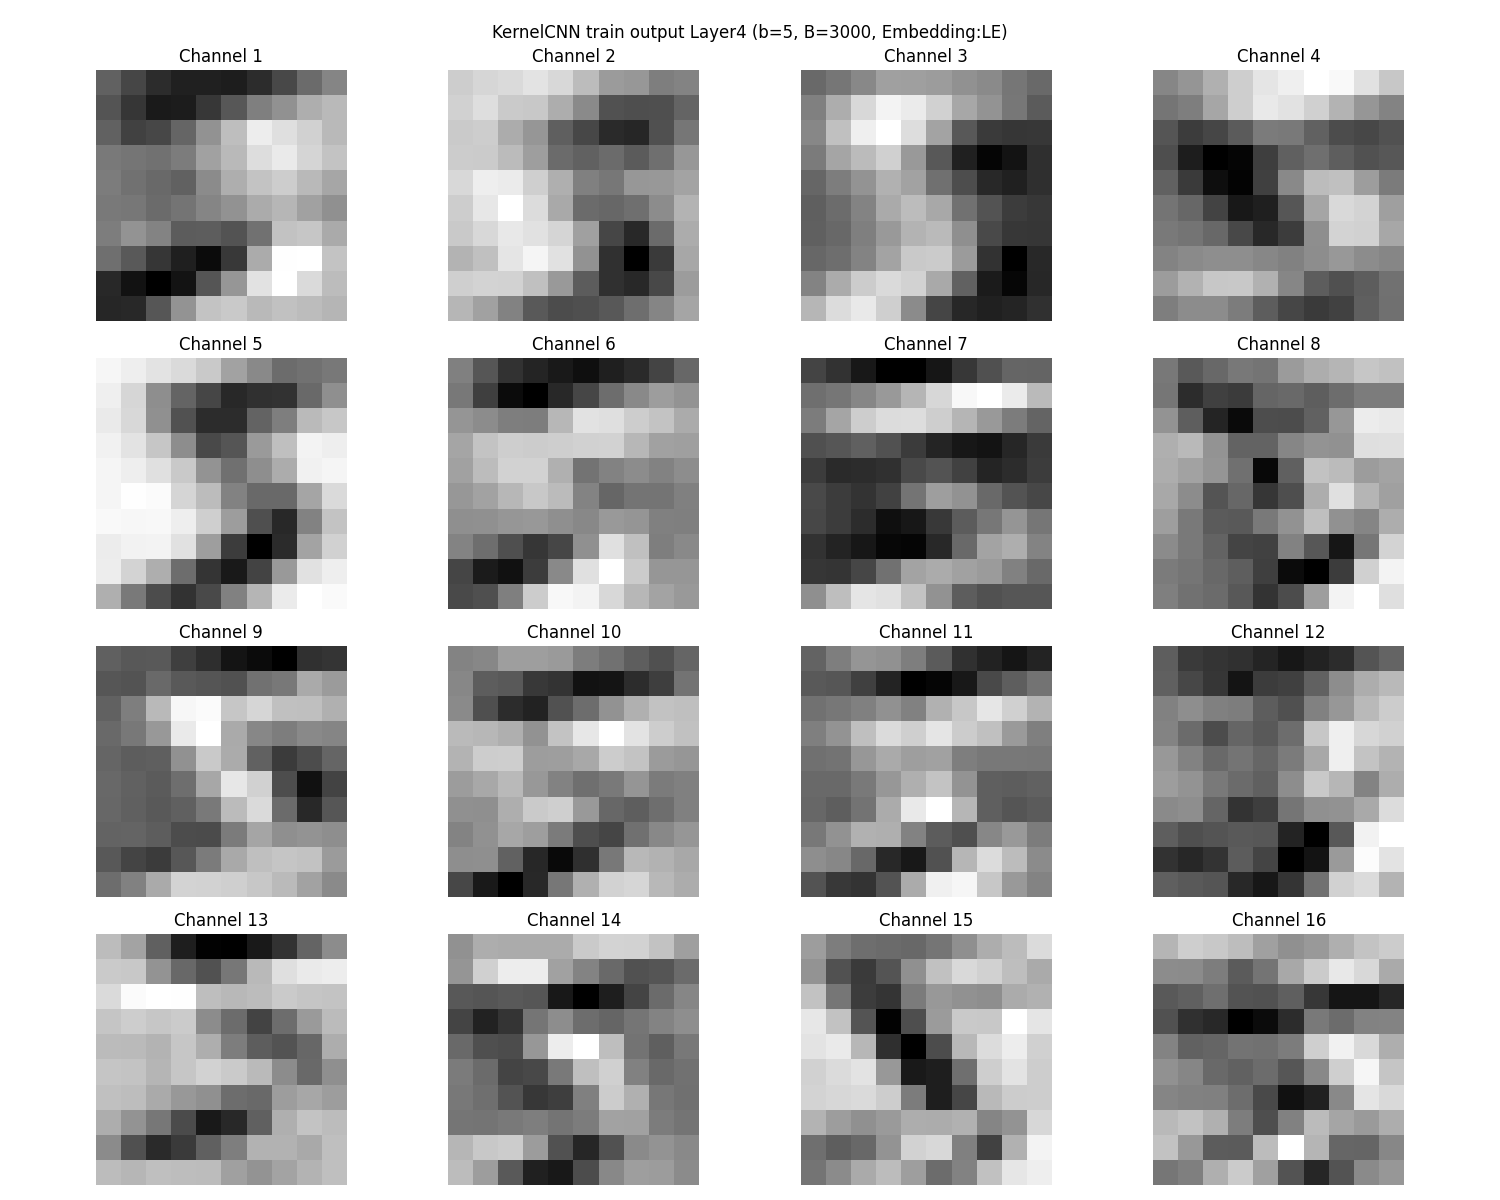 KernelCNN train output Layer4 (b=5, B=3000, Embedding:LE)
Channel 1
Channel 2
Channel 3
Channel 4
Channel 5
Channel 6
Channel 7
Channel 8
Channel 9
Channel 10
Channel 11
Channel 12
Channel 13
Channel 14
Channel 15
Channel 16